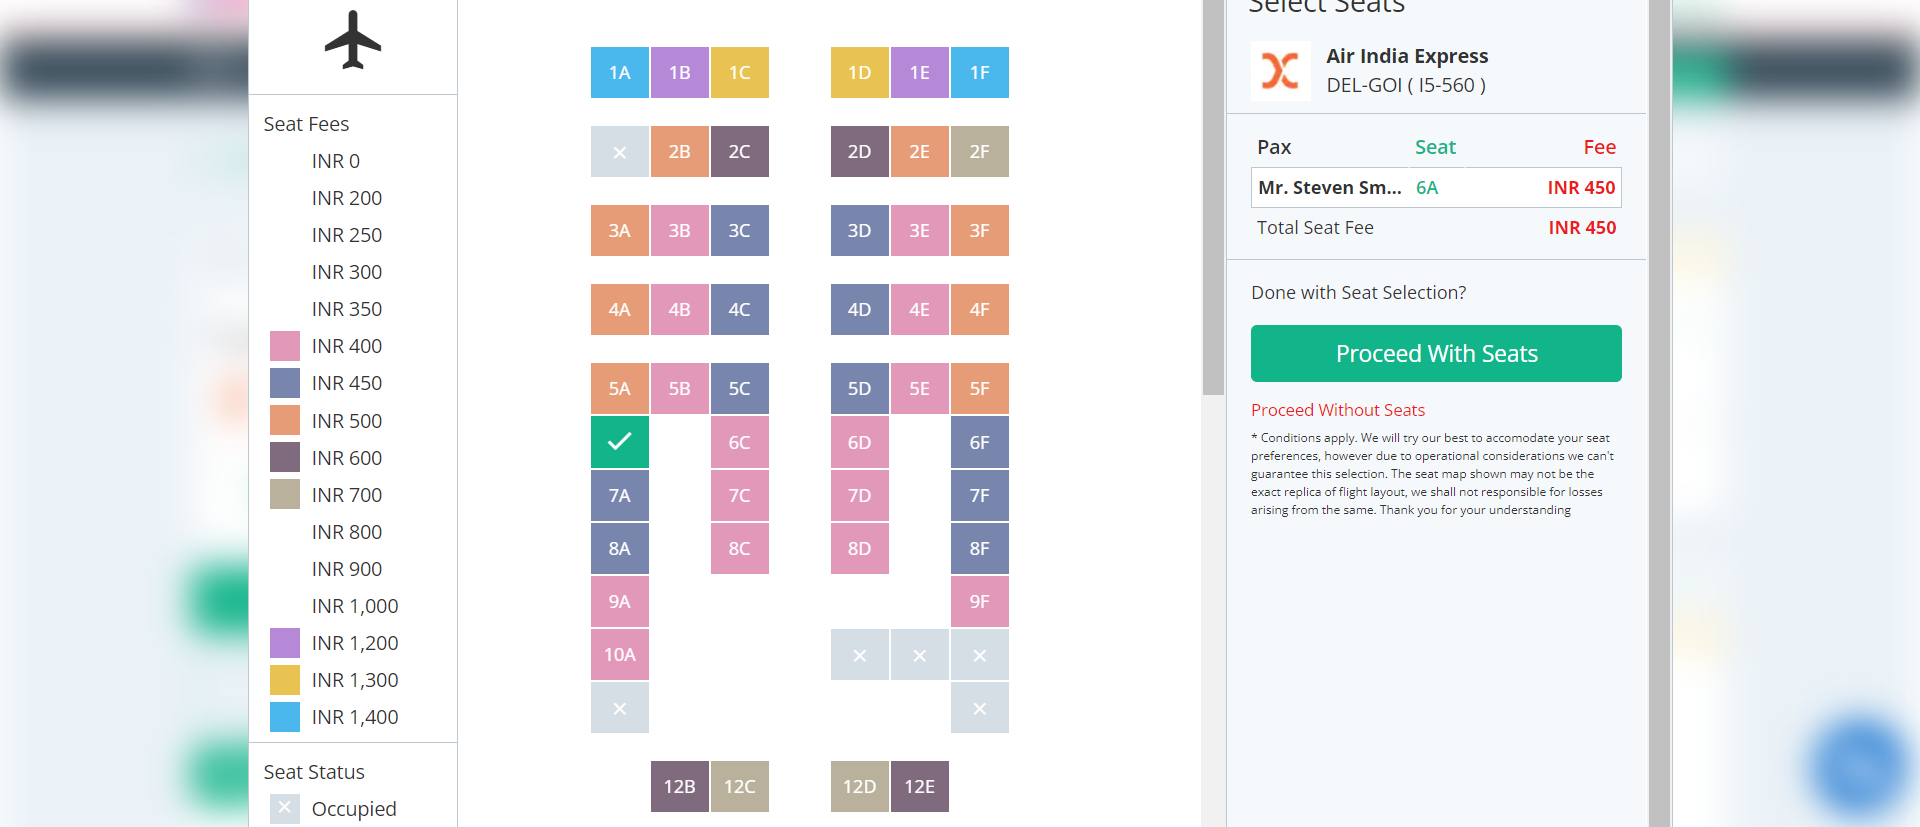 Seat Fees
INR 0
INR 200
INR 250
INR 300
INR 350
INR 400
INR 450
INR 500
INR 600
INR 700
INR 800
INR 900
INR 1,000
INR 1,200
INR 1,300
INR 1,400
Seat Status
Occupied
1A 1B 1C 1D 1E 1F
2B 2C 2D 2E 2F
3A 3B 3C 3D 3E 3F
4A 4B 4C 4D 4E 4F
5A 5B 5C 5D 5E 5F
6C 6D 6F
7A 7C 7D 7F
8A 8C 8D 8F
9A 9F
10A
12B 12C 12D 12E
Select Seats
Air India Express
DEL-GOI ( I5-560 )
Pax Seat Fee
Mr. Steven Sm... 6A INR 450
Total Seat Fee INR 450
Done with Seat Selection?
Proceed With Seats
Proceed Without Seats
* Conditions apply. We will try our best to accomodate your seat
preferences, however due to operational considerations we can't
guarantee this selection. The seat map shown may not be the
exact replica of flight layout, we shall not responsible for losses
arising from the same. Thank you for your understanding